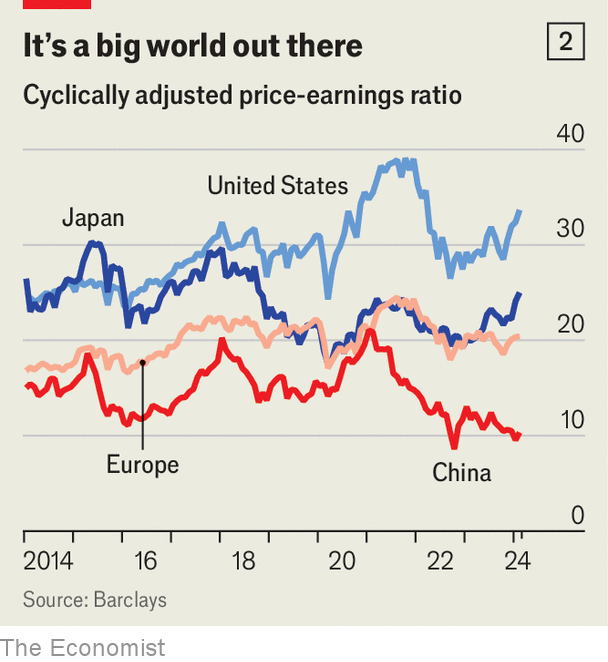 It's a big world out there
2
Cyclically adjusted price-earnings ratio
40
United States
Japan
30
20
10
Europe
China
0
2014 16 18 20 22 24
Source: Barclays
The Economist